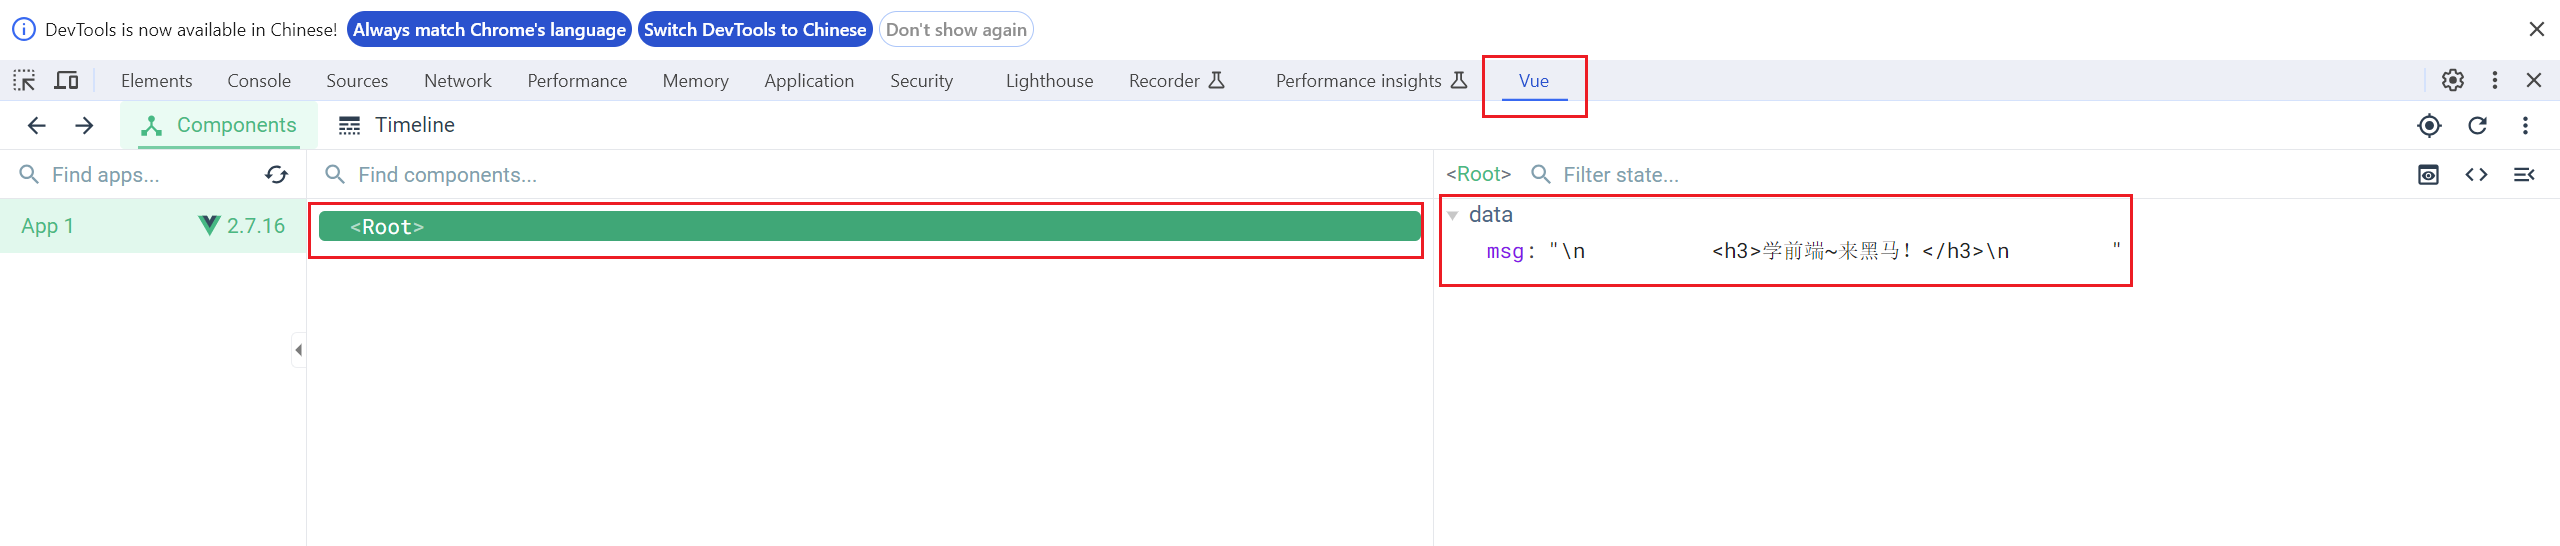 DevTools is now available in Chinese! Always match Chrome's language Switch DevTools to Chinese Don't show again
Elements Console Sources Network Performance Memory Application Security Lighthouse Recorder Performance insights Vue
Components Timeline
Find apps... Find components... <Root> Filter state...
App 1 2.7.16 <Root> data
msg: "\n <h3>学前端~来黑马！</h3>\n "